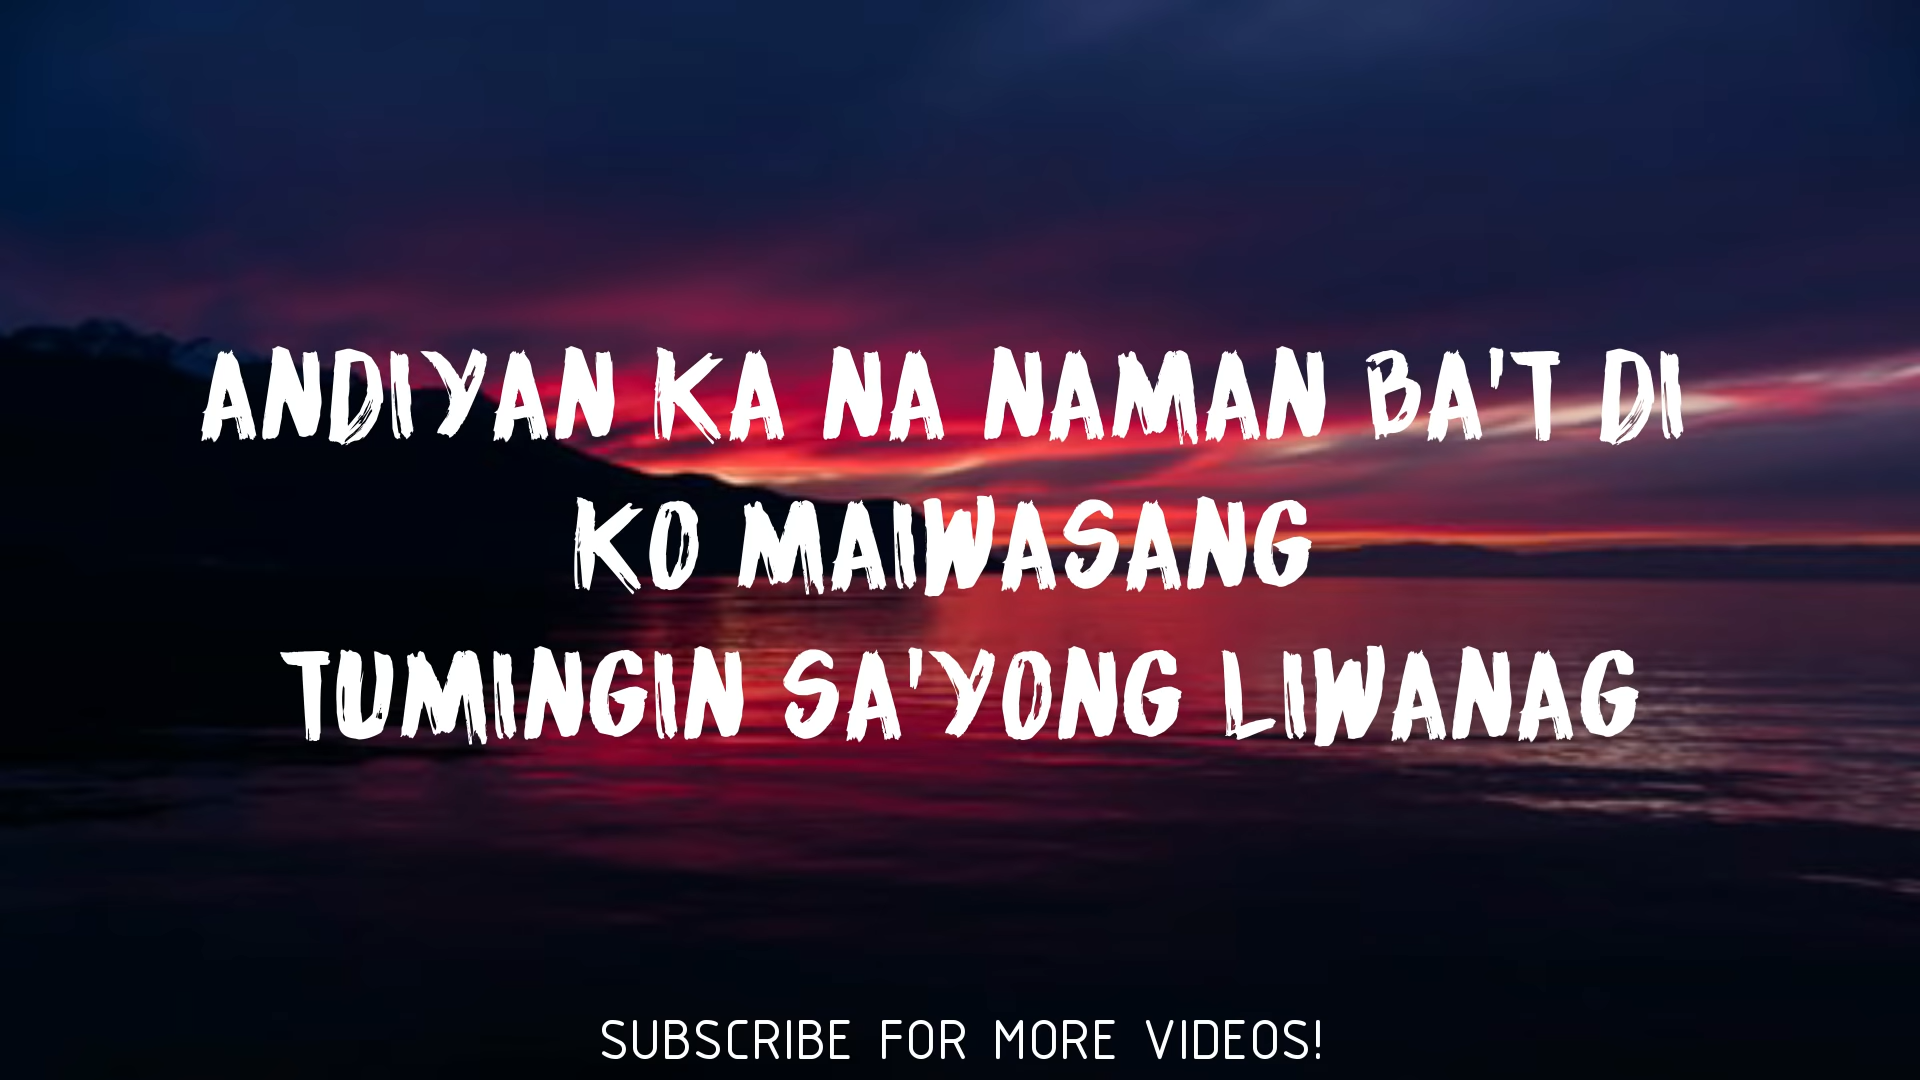 ANDIYAN KA NA NAMAN BA'T DI
KO MAIWASANG
TUMINGIN SA'YONG LIWANAG
SUBSCRIBE FOR MORE VIDEOS!